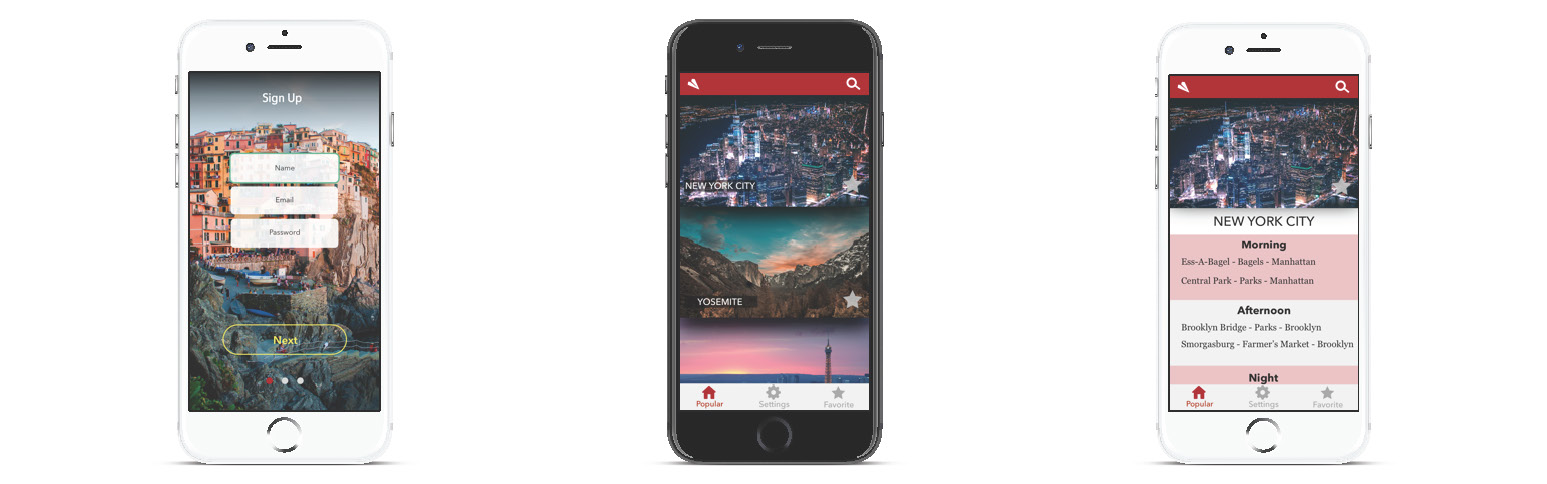 Sign Up
Name
Email
Password
Next
NEW YORK CITY
YOSEMITE
Popular
Settings
Favorite
NEW YORK CITY
Morning
Ess-A-Bagel - Bagels - Manhattan
Central Park - Parks - Manhattan
Afternoon
Brooklyn Bridge - Parks - Brooklyn
Smorgasburg - Farmer's Market - Brooklyn
Night
Popular
Settings
Favorite